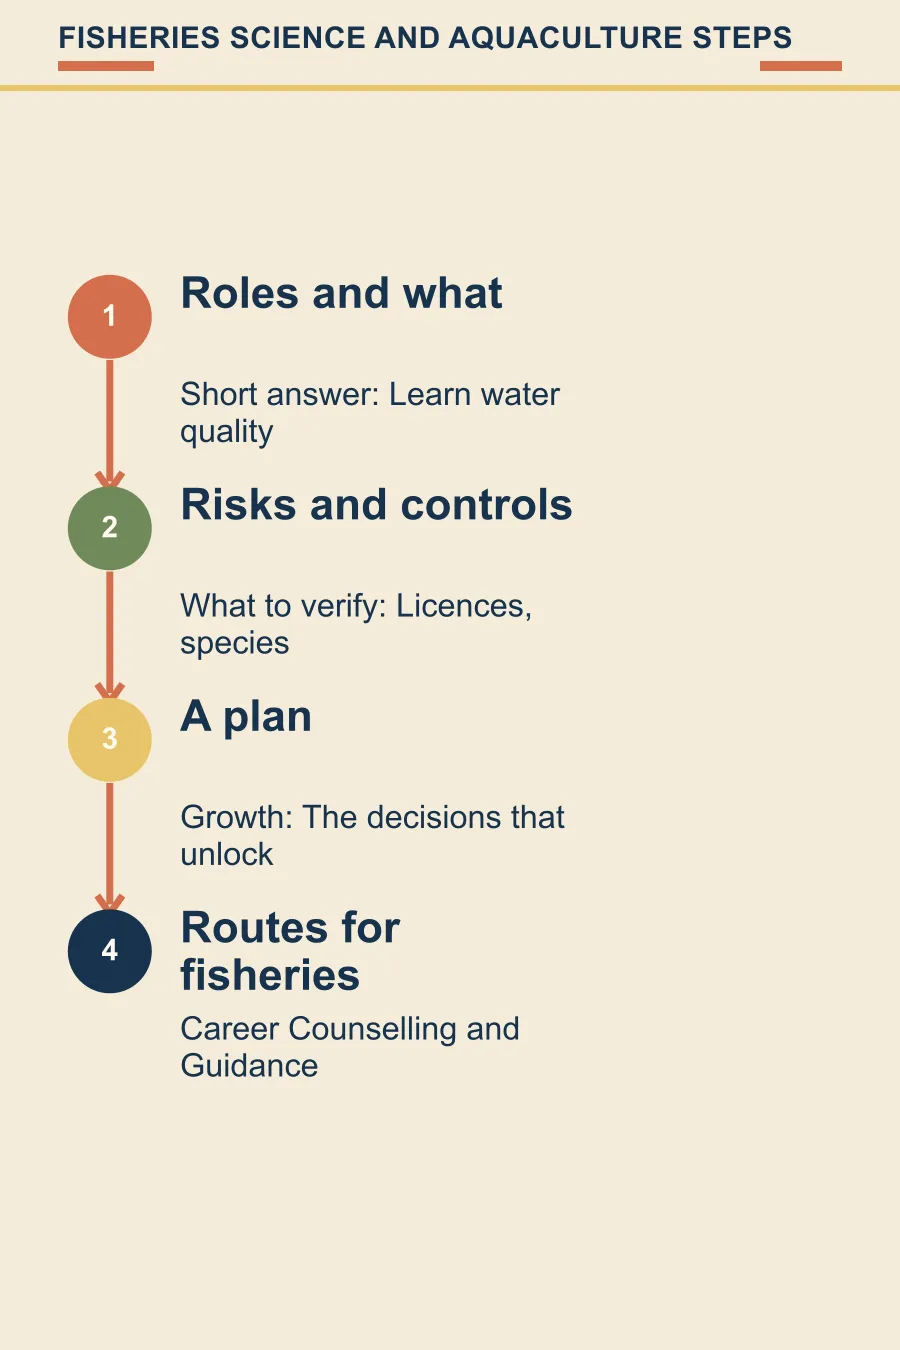 FISHERIES SCIENCE AND AQUACULTURE STEPS
1
Roles and what
Short answer: Learn water
quality
2
Risks and controls
What to verify: Licences,
species
3
A plan
Growth: The decisions that
unlock
4
Routes for
fisheries
Career Counselling and
Guidance